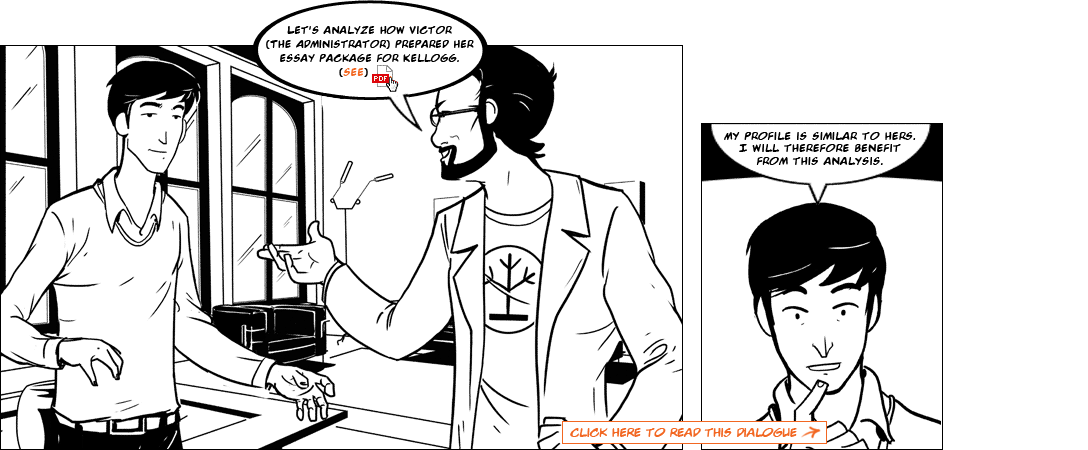 LET'S ANALYZE HOW VICTOR
(THE ADMINISTRATOR) PREPARED HER
ESSAY PACKAGE FOR KELLOGG.
(SEE) PDF
MY PROFILE IS SIMILAR TO HERS.
I WILL THEREFORE BENEFIT
FROM THIS ANALYSIS.
CLICK HERE TO READ THIS DIALOGUE